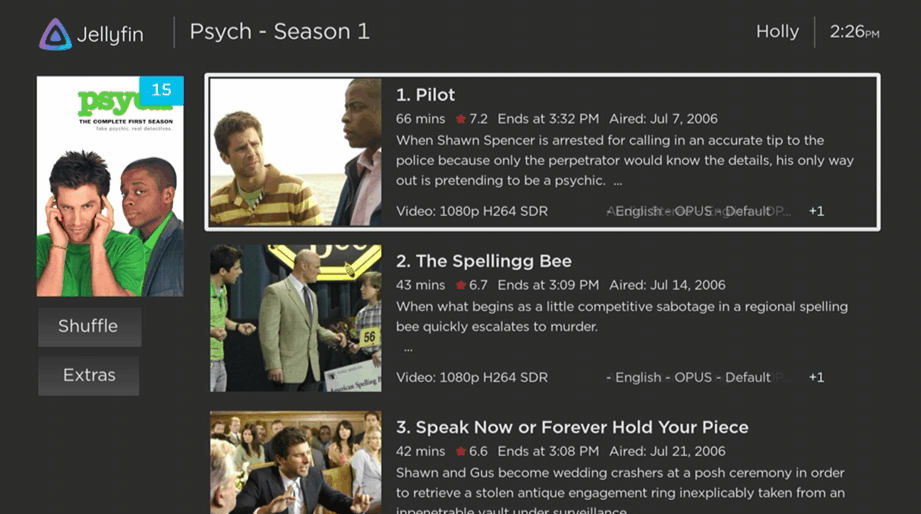 Jellyfin
Psych - Season 1
Holly
2:26PM
15
psych
THE COMPLETE FIRST SEASON
fake psychic. real detectives.
Shuffle
Extras
1. Pilot
66 mins ★ 7.2 Ends at 3:32 PM Aired: Jul 7, 2006
When Shawn Spencer is arrested for calling in an accurate tip to the
police because only the perpetrator would know the details, his only way
out is pretending to be a psychic. ...
Video: 1080p H264 SDR
- English - OPUS - Default
+1
2. The Spellingg Bee
43 mins ★ 6.7 Ends at 3:09 PM Aired: Jul 14, 2006
When what begins as a little competitive sabotage in a regional spelling
bee quickly escalates to murder.
...
56
American Spelling
Video: 1080p H264 SDR
- English - OPUS - Default
+1
3. Speak Now or Forever Hold Your Piece
42 mins ★ 6.6 Ends at 3:08 PM Aired: Jul 21, 2006
Shawn and Gus become wedding crashers at a posh ceremony in order
to retrieve a stolen antique engagement ring inexplicably taken from an
inpenetrable vault under surveillance